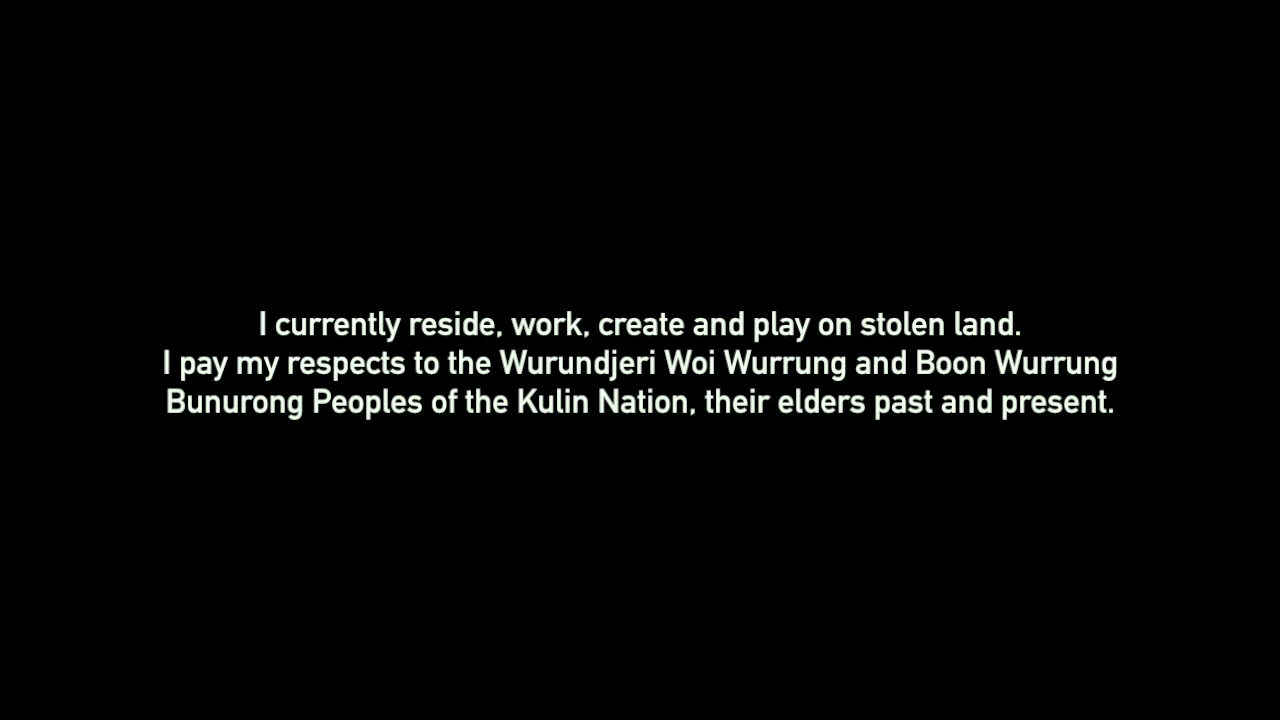 I currently reside, work, create and play on stolen land.
I pay my respects to the Wurundjeri Woi Wurrung and Boon Wurrung
Bunurong Peoples of the Kulin Nation, their elders past and present.